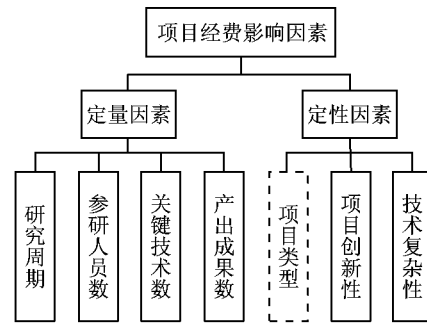 项目经费影响因素
定量因素
定性因素
研究周期
参研人员数
关键技术数
产出成果数
项目类型
项目创新性
技术复杂性